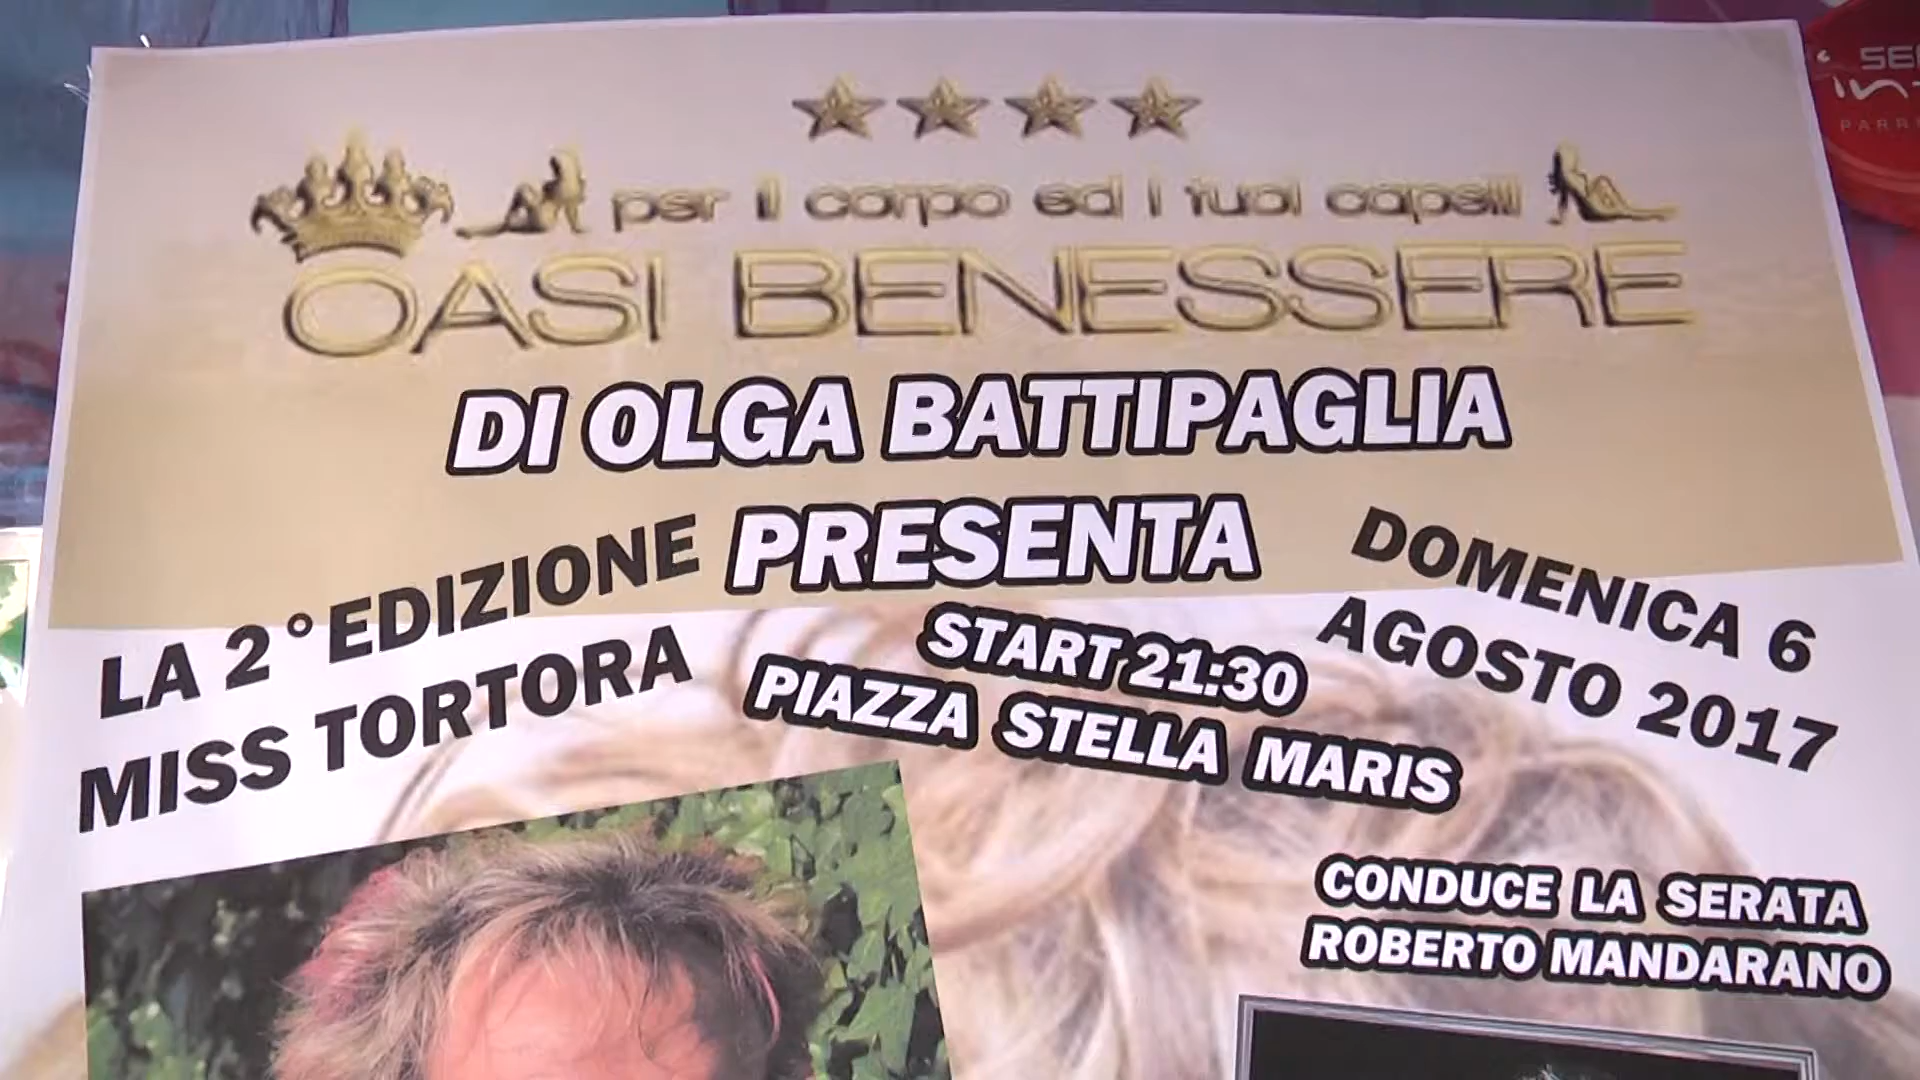 per il corpo ed i tuoi capelli
OASI BENESSERE
DI OLGA BATTIPAGLIA
PRESENTA
LA 2° EDIZIONE
MISS TORTORA
START 21:30
PIAZZA STELLA MARIS
DOMENICA 6
AGOSTO 2017
CONDUCE LA SERATA
ROBERTO MANDARANO